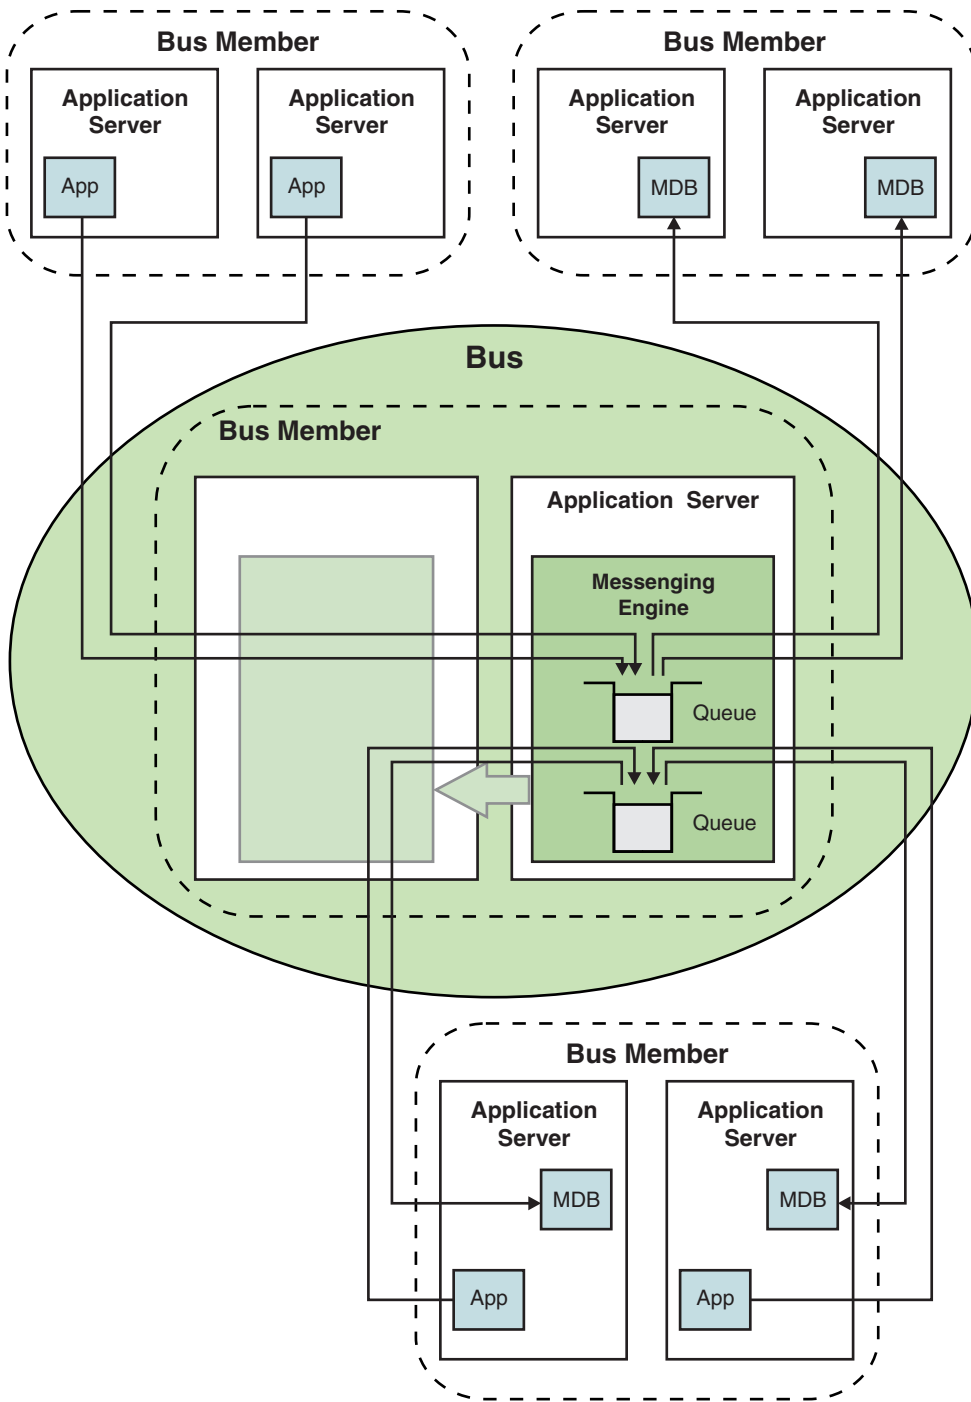 Bus Member
Application
Server
App
Application
Server
App
Bus Member
Application
Server
MDB
Application
Server
MDB
Bus
Bus Member
Application Server
Messenging
Engine
Queue
Queue
Bus Member
Application
Server
MDB
App
Application
Server
MDB
App